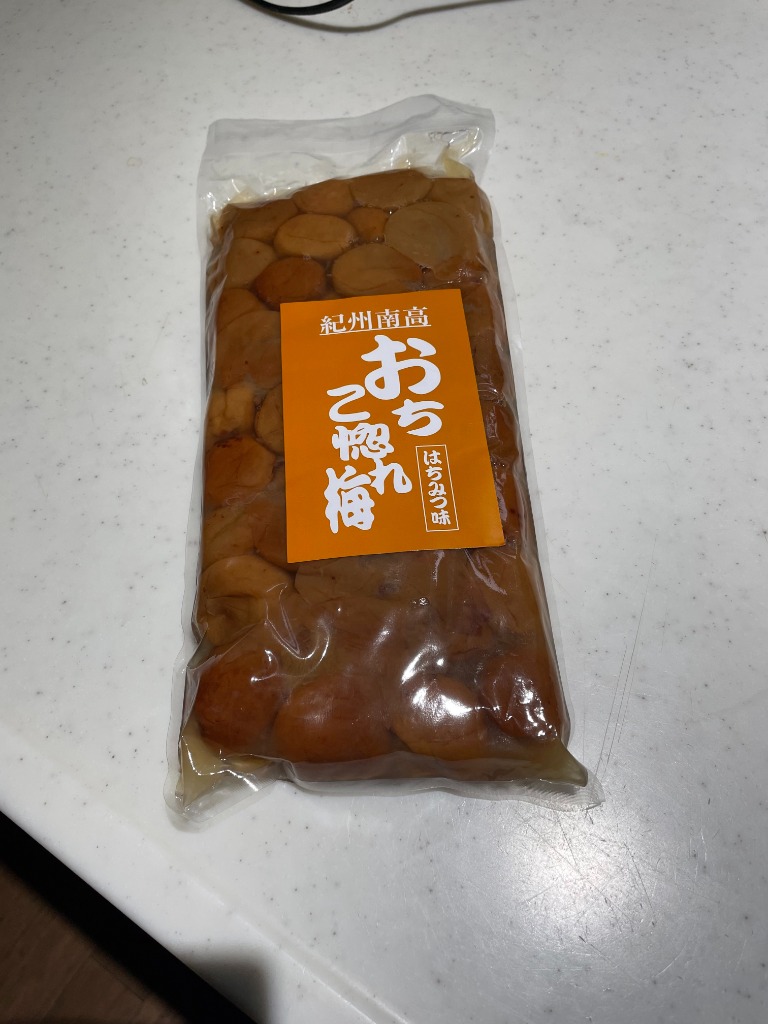 紀州南高
おち
こ惚れ
梅
はちみつ味